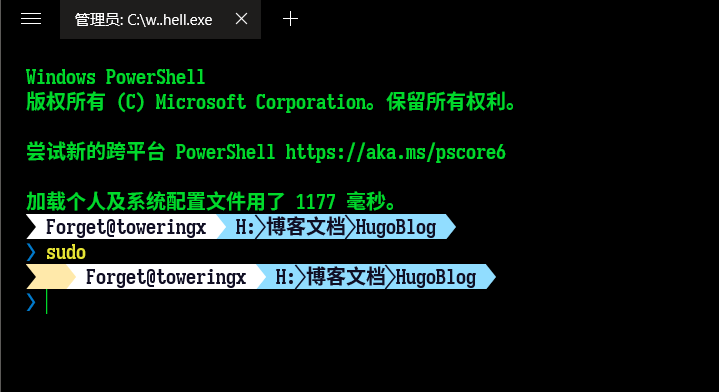 管理员: C:\w..hell.exe
Windows PowerShell
版权所有 (C) Microsoft Corporation。保留所有权利。
尝试新的跨平台 PowerShell https://aka.ms/pscore6
加载个人及系统配置文件用了 1177 毫秒。
Forget@toweringx H:〉博客文档〉HugoBlog
❯ sudo
Forget@toweringx H:〉博客文档〉HugoBlog
❯